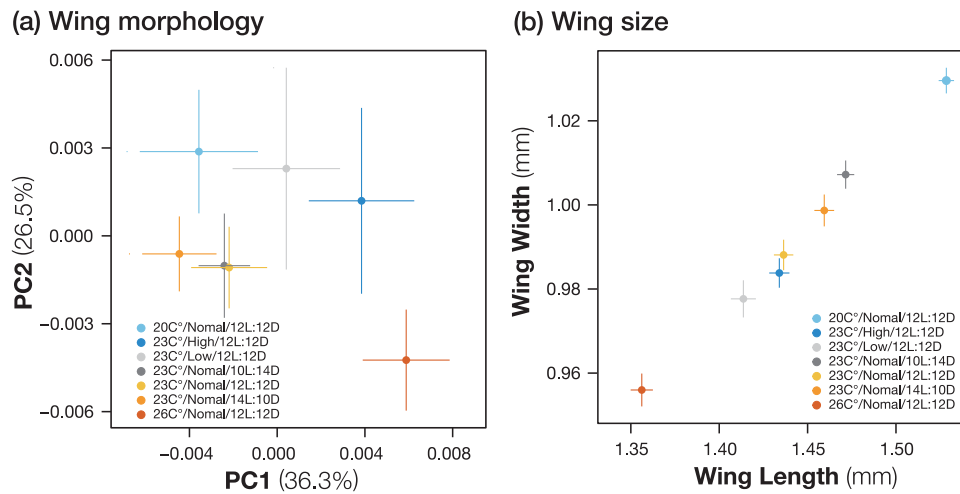 (a) Wing morphology
0.006
0.003
0.000
−0.003
−0.006
PC2 (26.5%)
20C°/Nomal/12L:12D
23C°/High/12L:12D
23C°/Low/12L:12D
23C°/Nomal/10L:14D
23C°/Nomal/12L:12D
23C°/Nomal/14L:10D
26C°/Nomal/12L:12D
−0.004 0.000 0.004 0.008
PC1 (36.3%)
(b) Wing size
1.02
1.00
0.98
0.96
Wing Width (mm)
20C°/Nomal/12L:12D
23C°/High/12L:12D
23C°/Low/12L:12D
23C°/Nomal/10L:14D
23C°/Nomal/12L:12D
23C°/Nomal/14L:10D
26C°/Nomal/12L:12D
1.35 1.40 1.45 1.50
Wing Length (mm)